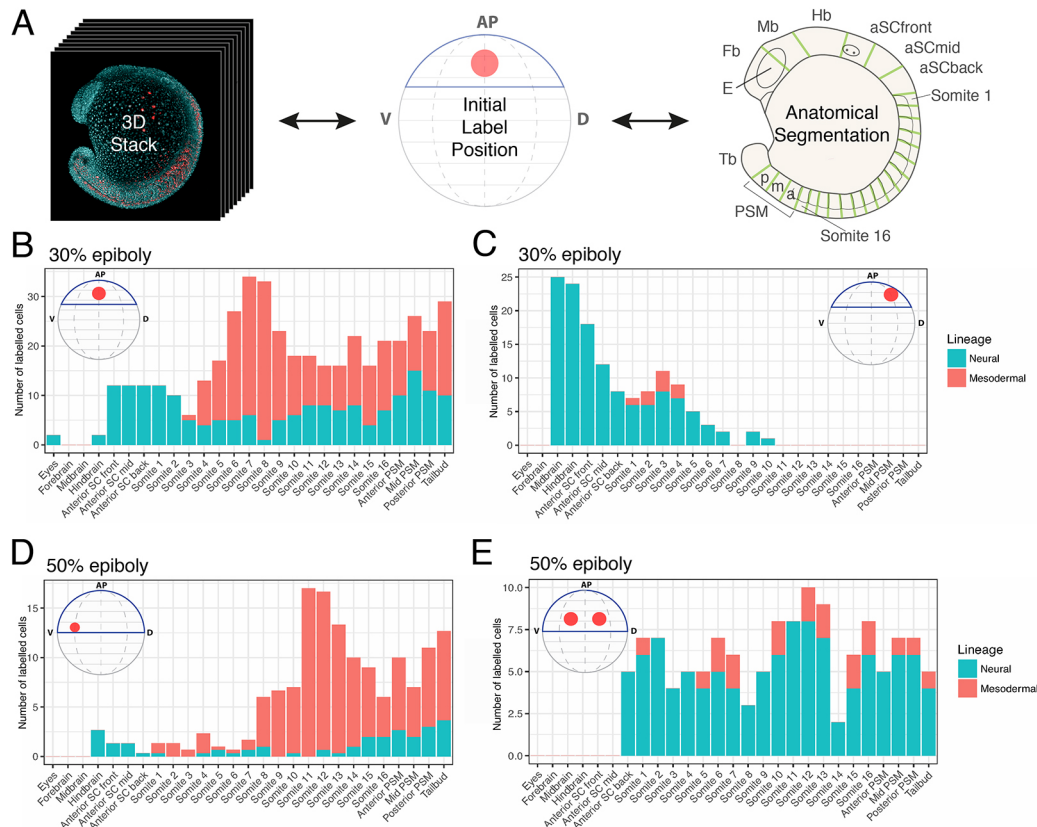 A
3D
Stack
AP
V
D
Initial
Label
Position
Hb
Mb
Fb
E
aSCfront
aSCmid
aSCback
Somite 1
Anatomical
Segmentation
Tb
p
m
a
PSM
Somite 16
B
30% epiboly
AP
V
D
Number of labelled cells
30
20
10
0
Eyes
Forebrain
Midbrain
Hindbrain
Anterior SC front
Anterior SC mid
Anterior SC back
Somite 1
Somite 2
Somite 3
Somite 4
Somite 5
Somite 6
Somite 7
Somite 8
Somite 9
Somite 10
Somite 11
Somite 12
Somite 13
Somite 14
Somite 15
Somite 16
Anterior PSM
Mid PSM
Posterior PSM
Tailbud
C
30% epiboly
AP
V
D
Number of labelled cells
25
20
15
10
5
0
Eyes
Forebrain
Midbrain
Hindbrain
Anterior SC front
Anterior SC mid
Anterior SC back
Somite 1
Somite 2
Somite 3
Somite 4
Somite 5
Somite 6
Somite 7
Somite 8
Somite 9
Somite 10
Somite 11
Somite 12
Somite 13
Somite 14
Somite 15
Somite 16
Anterior PSM
Mid PSM
Posterior PSM
Tailbud
Lineage
Neural
Mesodermal
D
50% epiboly
AP
V
D
Number of labelled cells
15
10
5
0
Eyes
Forebrain
Midbrain
Hindbrain
Anterior SC front
Anterior SC mid
Anterior SC back
Somite 1
Somite 2
Somite 3
Somite 4
Somite 5
Somite 6
Somite 7
Somite 8
Somite 9
Somite 10
Somite 11
Somite 12
Somite 13
Somite 14
Somite 15
Somite 16
Anterior PSM
Mid PSM
Posterior PSM
Tailbud
E
50% epiboly
AP
V
D
Number of labelled cells
10.0
7.5
5.0
2.5
0.0
Eyes
Forebrain
Midbrain
Hindbrain
Anterior SC front
Anterior SC mid
Anterior SC back
Somite 1
Somite 2
Somite 3
Somite 4
Somite 5
Somite 6
Somite 7
Somite 8
Somite 9
Somite 10
Somite 11
Somite 12
Somite 13
Somite 14
Somite 15
Somite 16
Anterior PSM
Mid PSM
Posterior PSM
Tailbud
Lineage
Neural
Mesodermal